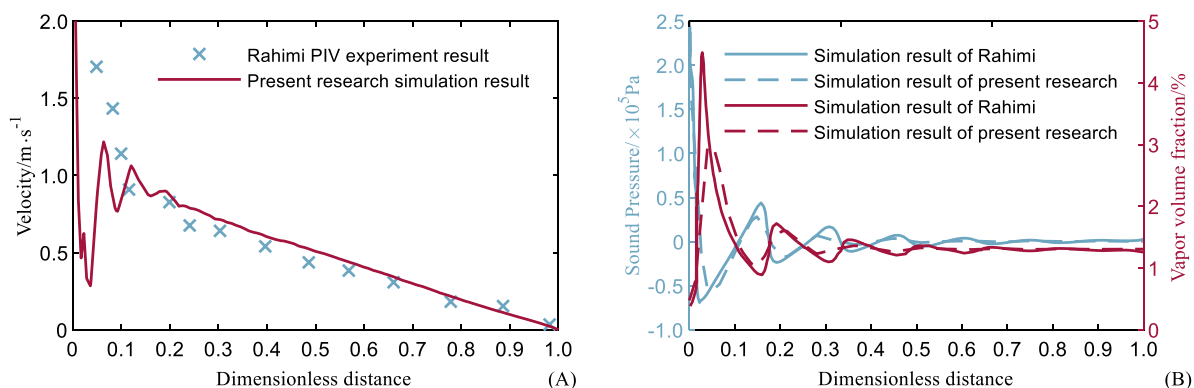 2.0
1.5
1.0
0.5
0
Velocity/m·s⁻¹
Rahimi PIV experiment result
Present research simulation result
0 0.1 0.2 0.3 0.4 0.5 0.6 0.7 0.8 0.9 1.0
Dimensionless distance
(A)
2.5
2.0
1.5
1.0
0.5
0
-0.5
-1.0
Sound Pressure/×10⁵Pa
Simulation result of Rahimi
Simulation result of present research
Simulation result of Rahimi
Simulation result of present research
5
4
3
2
1
0
Vapor volume fraction/%
0 0.1 0.2 0.3 0.4 0.5 0.6 0.7 0.8 0.9 1.0
Dimensionless distance
(B)